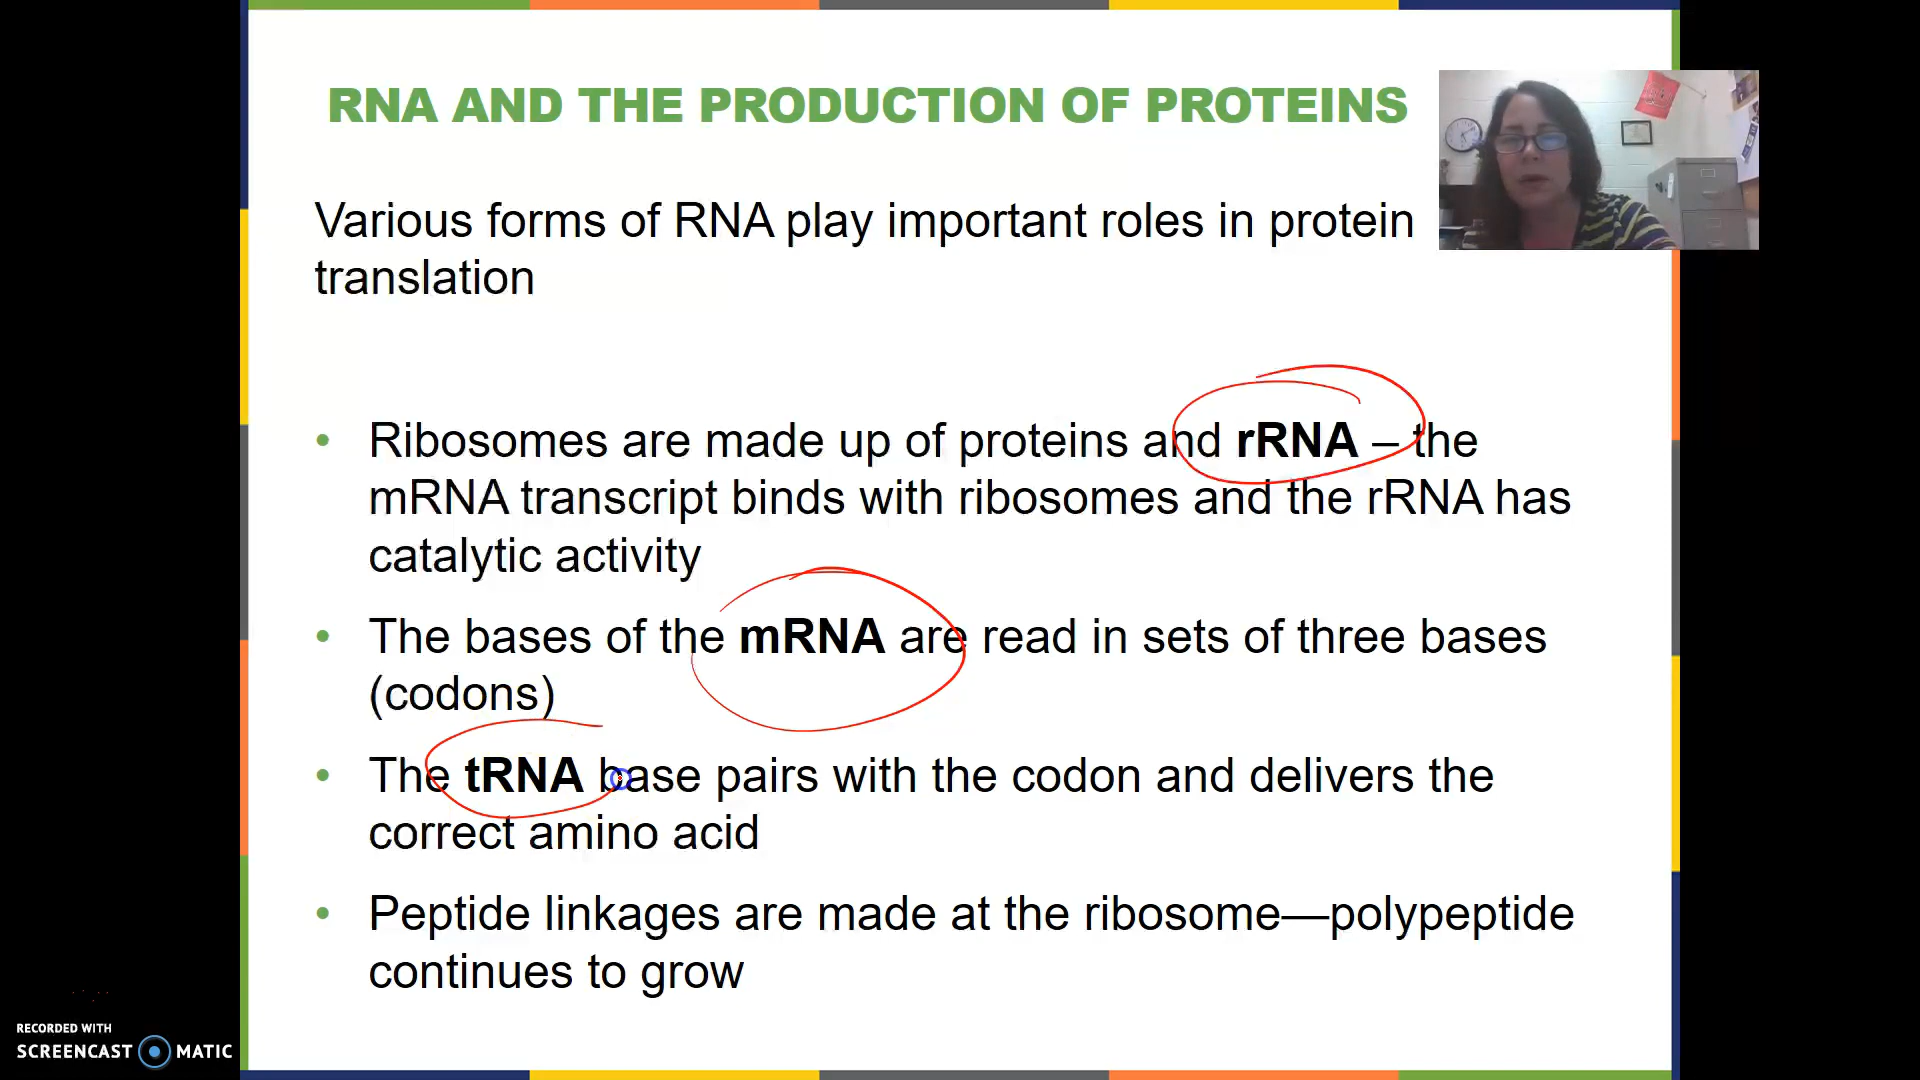 RNA AND THE PRODUCTION OF PROTEINS
Various forms of RNA play important roles in protein
translation
• Ribosomes are made up of proteins and rRNA – the
mRNA transcript binds with ribosomes and the rRNA has
catalytic activity
• The bases of the mRNA are read in sets of three bases
(codons)
• The tRNA base pairs with the codon and delivers the
correct amino acid
• Peptide linkages are made at the ribosome—polypeptide
continues to grow
RECORDED WITH
SCREENCAST MATIC